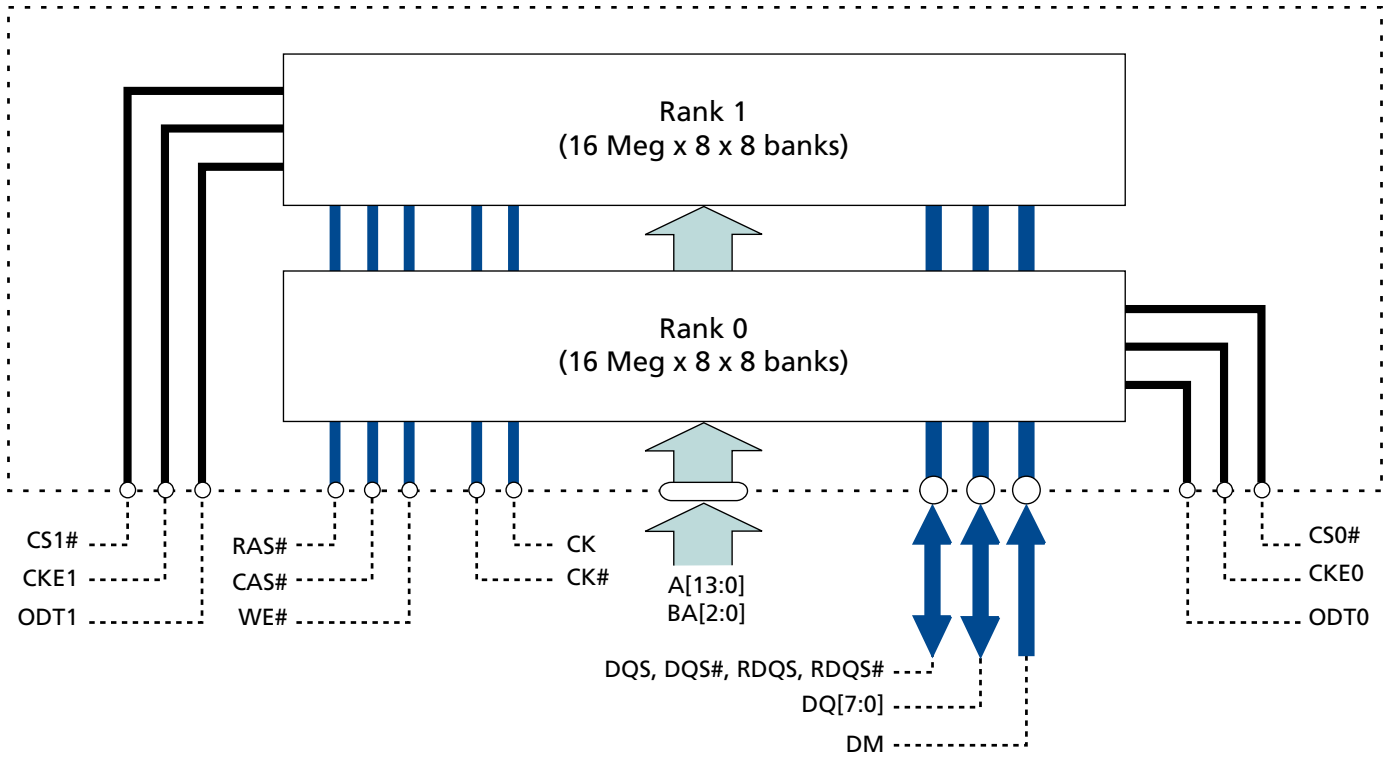 Rank 1
(16 Meg x 8 x 8 banks)
Rank 0
(16 Meg x 8 x 8 banks)
CS1#
CKE1
ODT1
RAS#
CAS#
WE#
CK
CK#
A[13:0]
BA[2:0]
DQS, DQS#, RDQS, RDQS#
DQ[7:0]
DM
CS0#
CKE0
ODT0